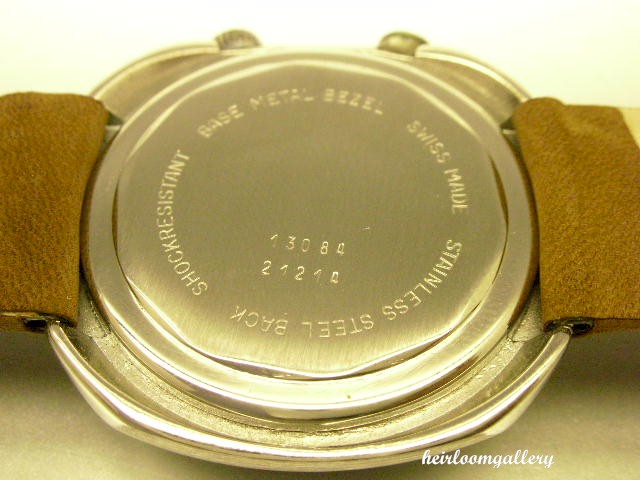 BASE METAL BEZEL
SWISS MADE
STAINLESS STEEL BACK
SHOCKRESISTANT
13084
21214
heirloomgallery